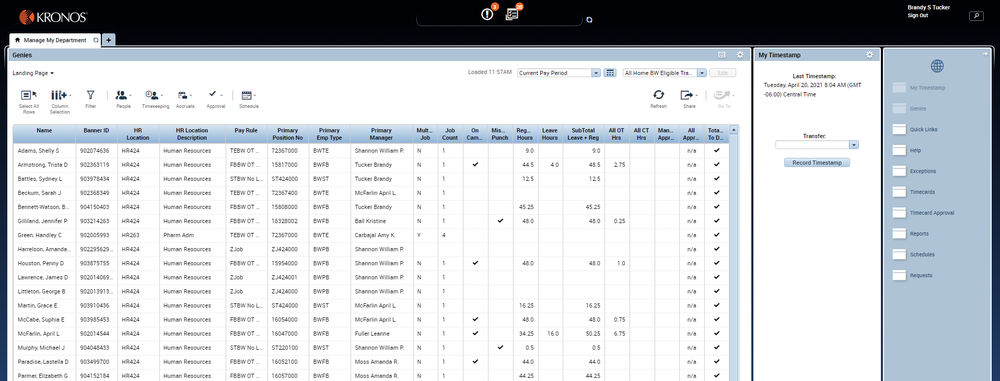 KRONOS
3
20
Brandy S Tucker
Sign Out
Manage My Department
+
Genies
Landing Page
Loaded 11:57AM
Current Pay Period
All Home BW Eligible Tra...
Edit
Select All Rows
Column Selection
Filter
People
Timekeeping
Accruals
Approval
Schedule
Refresh
Share
Go To
Name Banner ID HR Location HR Location Description Pay Rule Primary Position No Primary Emp Type Primary Manager Mult... Job Job Count On Cam... Mis... Punch Reg... Hours Leave Hours SubTotal Leave + Reg All OT Hrs All CT Hrs Man... Appr... All Appr... Tota... To D...
Adams, Shelly S 902074636 HR424 Human Resources TEBW OT ... 72367000 BWTE Shannon William P. N 1 9.0 9.0 n/a
Armstrong, Trista D 902363119 HR424 Human Resources FBBW OT ... 15817000 BWFB Tucker Brandy N 1 44.5 4.0 48.5 2.75 n/a
Battles, Sydney L 903978434 HR424 Human Resources STBW No L... ST424000 BWST Tucker Brandy N 1 12.5 12.5 n/a
Beckum, Sarah J 902368349 HR424 Human Resources TEBW OT ... 72367400 BWTE McFarlin April L. N 1 n/a
Bennett-Watson, B... 904150403 HR424 Human Resources FBBW OT ... 15808000 BWFB Tucker Brandy N 1 45.25 45.25 n/a
Gilliland, Jennifer P 903214263 HR424 Human Resources FBBW OT ... 16328002 BWFB Ball Kristine N 1 48.0 48.0 0.25 n/a
Green, Handley C 902005993 HR263 Pharm Adm TEBW OT ... 72367000 BWTE Carbajal Amy K. Y 4 n/a
Harrelson, Amanda... 902295629... HR424 Human Resources ZJob ZJ424000 BWPB Shannon William P. n/a
Houston, Penny D 903875755 HR424 Human Resources FBBW OT ... 15954000 BWFB Shannon William P. N 1 48.0 48.0 1.0 n/a
Lawrence, James D 902014069... HR424 Human Resources ZJob ZJ424001 BWPB Shannon William P. N 1 n/a
Littleton, George B 902013913... HR424 Human Resources ZJob ZJ424000 BWPB Shannon William P. N 1 n/a
Martin, Grace E 903910436 HR424 Human Resources STBW No L... ST424000 BWST McFarlin April L. N 1 16.25 16.25 n/a
McCabe, Suphia E 903985453 HR424 Human Resources FBBW OT ... 16054000 BWFB McFarlin April L. N 1 48.0 48.0 0.75 n/a
McFarlin, April L 902014544 HR424 Human Resources FBBW OT ... 16047000 BWFB Fuller Leanne N 1 34.25 16.0 50.25 6.75 n/a
Murphy, Michael J 904048433 HR424 Human Resources STBW No L... ST220100 BWST Shannon William P. N 1 0.5 0.5 n/a
Paradise, Lastella D 903499700 HR424 Human Resources FBBW OT ... 16052100 BWFB Moss Amanda R. N 1 44.0 44.0 n/a
Parmer, Elizabeth G 904152184 HR424 Human Resources FBBW OT ... 16057000 BWFB Moss Amanda R. N 1 44.25 44.25 n/a
My Timestamp
Last Timestamp:
Tuesday, April 20, 2021 8:04 AM (GMT
-06:00) Central Time
Transfer:
Record Timestamp
My Timestamp
Genies
Quick Links
Help
Exceptions
Timecards
Timecard Approval
Reports
Schedules
Requests